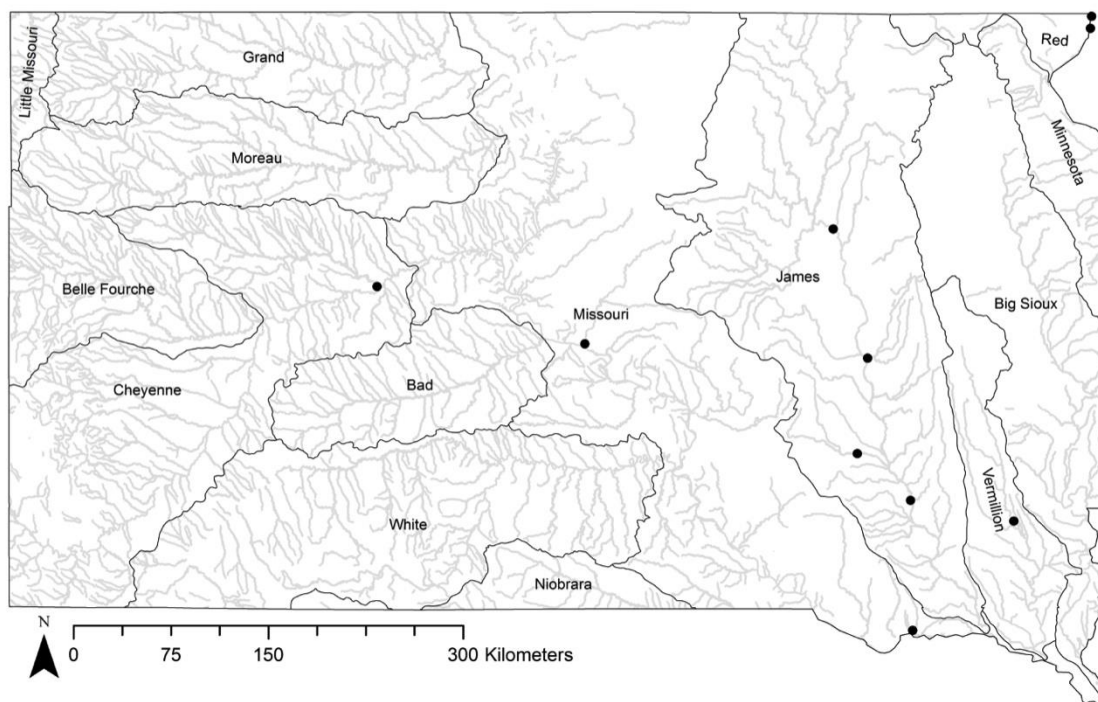 Grand
Red
Little Missouri
Moreau
Minnesota
James
Belle Fourche
Big Sioux
Missouri
Cheyenne
Bad
Vermillion
White
Niobrara
N
0 75 150 300 Kilometers